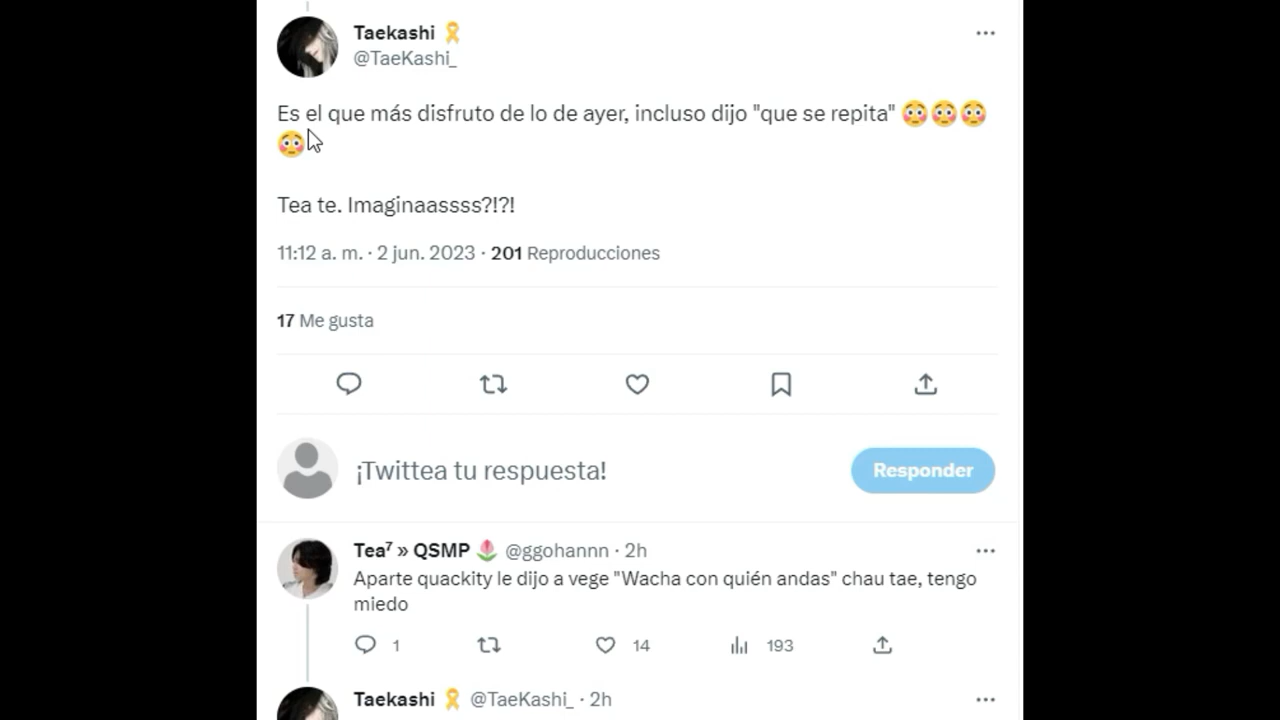 Taekashi 🎗
@TaeKashi_
Es el que más disfruto de lo de ayer, incluso dijo "que se repita" 😳😳😳
😳
Tea te. Imaginaassss?!?!
11:12 a. m. · 2 jun. 2023 · 201 Reproducciones
17 Me gusta
¡Twittea tu respuesta!
Responder
Tea⁷ » QSMP 🌷 @ggohannn · 2h
Aparte quackity le dijo a vege "Wacha con quién andas" chau tae, tengo
miedo
1 14 193
Taekashi 🎗 @TaeKashi_ · 2h